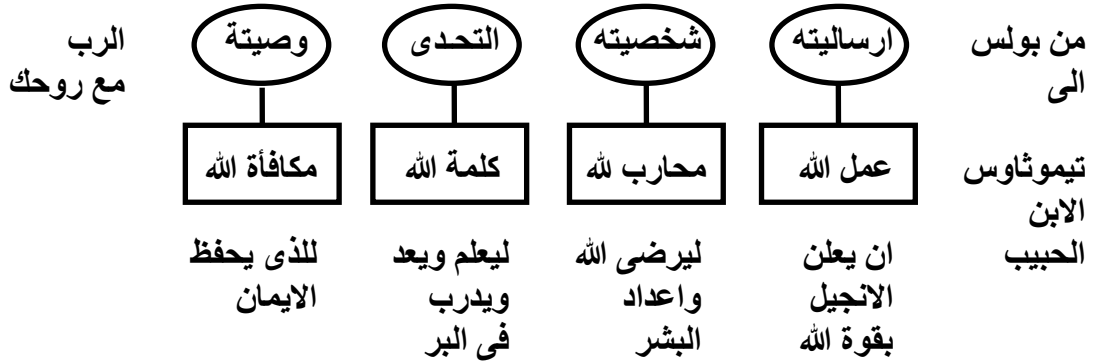 من بولس
الى
تيموثاوس
الابن
الحبيب
ارساليته
عمل الله
ان يعلن
الانجيل
بقوة الله
شخصيته
محارب لله
ليرضى الله
واعداد
البشر
التحدى
كلمة الله
ليعلم ويعد
ويدرب
فى البر
وصيتة
مكافأة الله
للذى يحفظ
الايمان
الرب
مع روحك